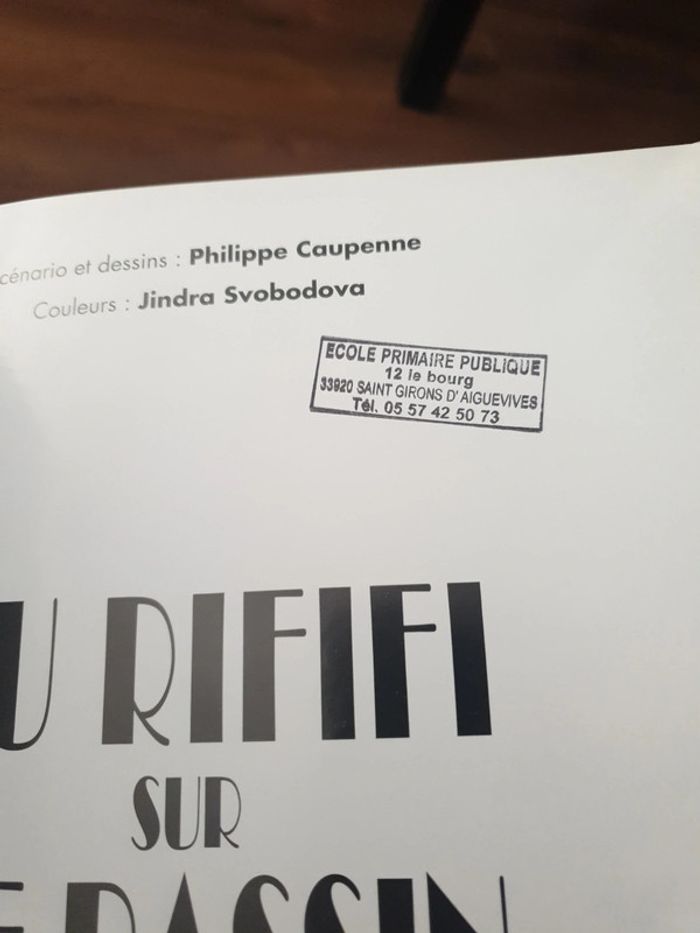 cénario et dessins : Philippe Caupenne
Couleurs : Jindra Svobodova
ECOLE PRIMAIRE PUBLIQUE
12 le bourg
33920 SAINT GIRONS D'AIGUEVIVES
Tél. 05 57 42 50 73
U RIFIFI
SUR
E BASSIN